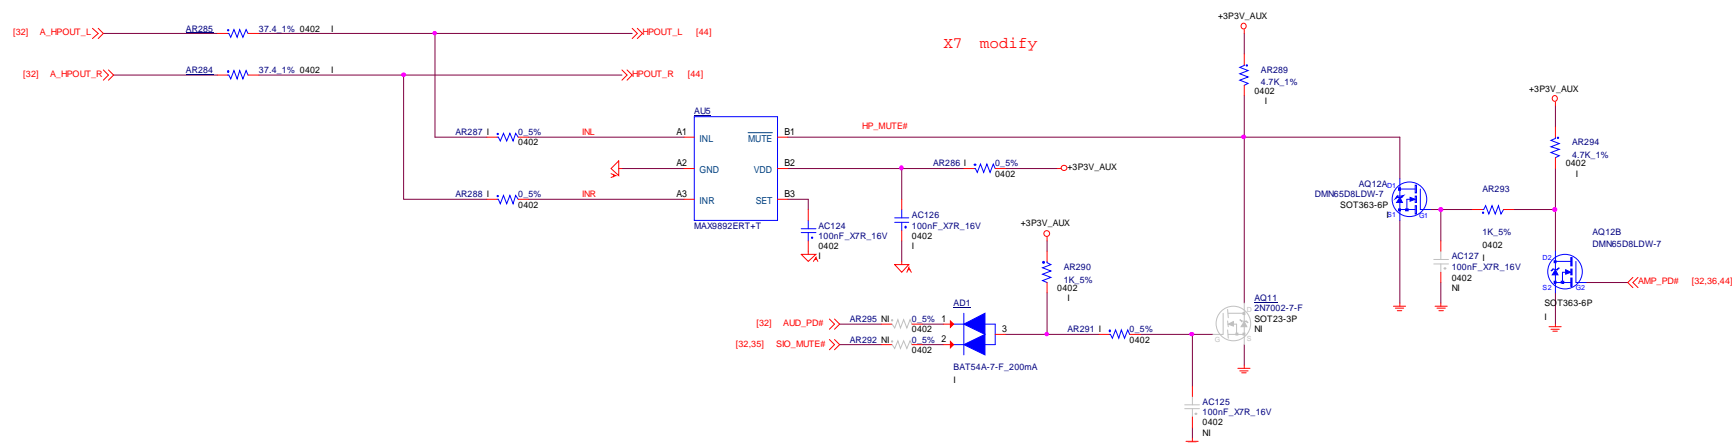 +3P3V_AUX
[32] A_HPOUT_L AR285 37.4_1% 0402 I HPOUT_L [44]
X7 modify
[32] A_HPOUT_R AR284 37.4_1% 0402 I HPOUT_R [44]
AR289
4.7K_1%
0402
I
+3P3V_AUX
AU5
AR287 I 0_5% INL A1 INL MUTE B1 HP_MUTE#
0402
AR294
4.7K_1%
0402
I
A2 GND VDD B2 AR286 I 0_5% +3P3V_AUX
0402
AR288 I 0_5% INR A3 INR SET B3
0402
MAX9892ERT+T
AQ12A D1
DMN65D8LDW-7
SOT363-6P
I S1 G1
AR293
1K_5%
0402
I
AC124
100nF_X7R_16V
0402
I
AC126
100nF_X7R_16V
0402
I
+3P3V_AUX
AQ12B
DMN65D8LDW-7
AC127
100nF_X7R_16V
0402
NI
D2
S2 G2
AMP_PD# [32,36,44]
SOT363-6P
I
AR290
1K_5%
0402
I
AQ11
2N7002-7-F
SOT23-3P
NI
D
G S
AD1
[32] AUD_PD# AR295 NI 0_5% 1
0402
3 AR291 I 0_5%
0402
[32,35] SIO_MUTE# AR292 NI 0_5% 2
0402
BAT54A-7-F_200mA
I
AC125
100nF_X7R_16V
0402
NI